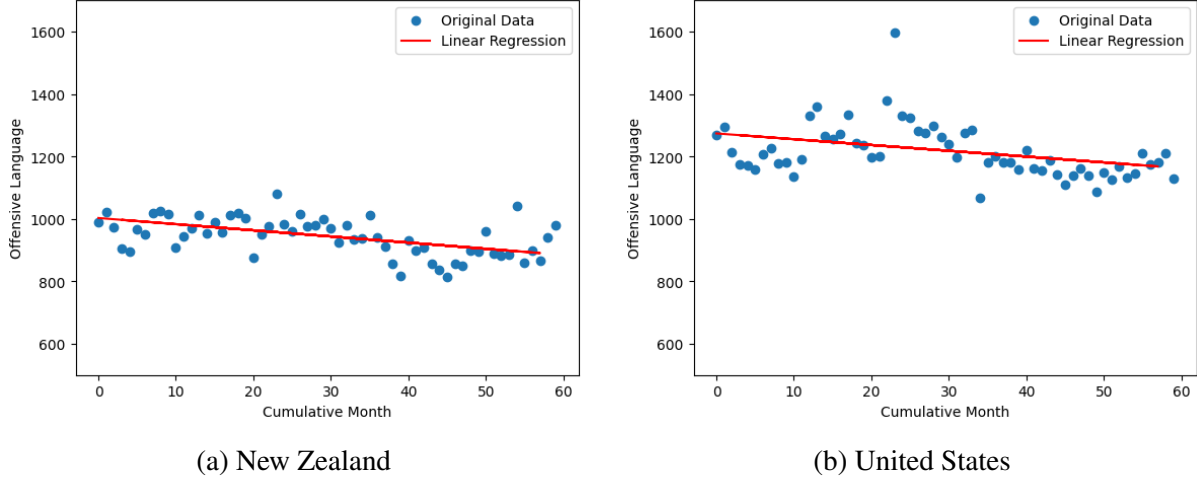 1600
1400
1200
1000
800
600
Offensive Language
0 10 20 30 40 50 60
Cumulative Month
Original Data
Linear Regression
(a) New Zealand
1600
1400
1200
1000
800
600
Offensive Language
0 10 20 30 40 50 60
Cumulative Month
Original Data
Linear Regression
(b) United States